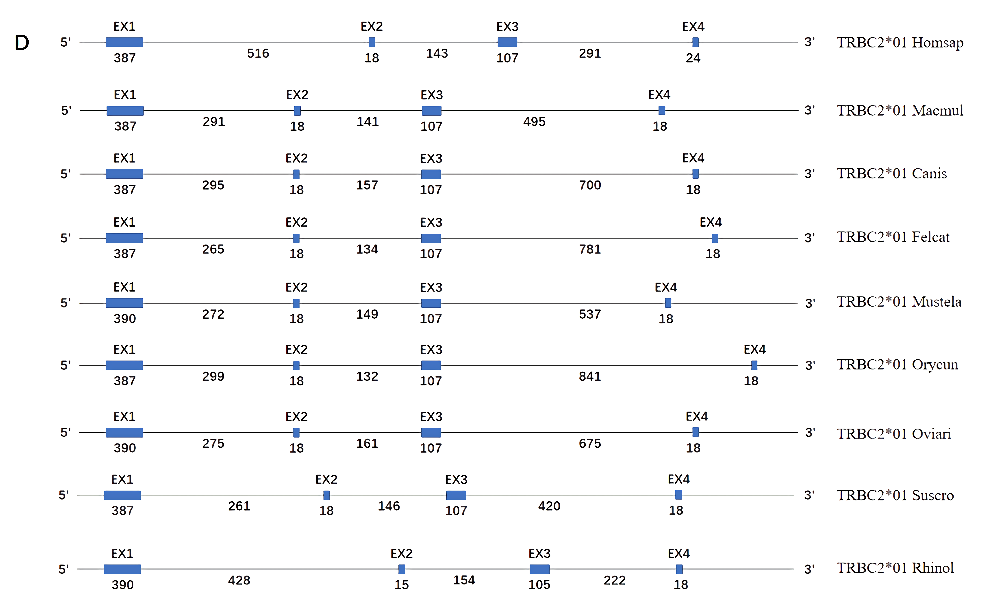 D
EX1 EX2 EX3 EX4
5' 3' TRBC2*01 Homsap
387 516 18 143 107 291 24
EX1 EX2 EX3 EX4
5' 3' TRBC2*01 Macmul
387 291 18 141 107 495 18
EX1 EX2 EX3 EX4
5' 3' TRBC2*01 Canis
387 295 18 157 107 700 18
EX1 EX2 EX3 EX4
5' 3' TRBC2*01 Felcat
387 265 18 134 107 781 18
EX1 EX2 EX3 EX4
5' 3' TRBC2*01 Mustela
390 272 18 149 107 537 18
EX1 EX2 EX3 EX4
5' 3' TRBC2*01 Orycun
387 299 18 132 107 841 18
EX1 EX2 EX3 EX4
5' 3' TRBC2*01 Oviari
390 275 18 161 107 675 18
EX1 EX2 EX3 EX4
5' 3' TRBC2*01 Suscro
387 261 18 146 107 420 18
EX1 EX2 EX3 EX4
5' 3' TRBC2*01 Rhinol
390 428 15 154 105 222 18